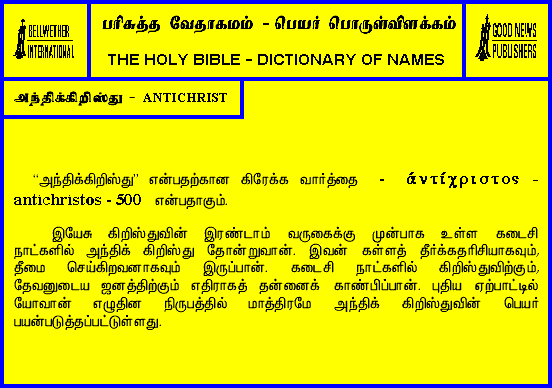 BELLWETHER
INTERNATIONAL
பரிசுத்த வேதாகமம் - பெயர் பொருள்விளக்கம்
THE HOLY BIBLE - DICTIONARY OF NAMES
GOOD NEWS
PUBLISHERS
அந்திக்கிறிஸ்து - ANTICHRIST
“அந்திக்கிறிஸ்து” என்பதற்கான கிரேக்க வார்த்தை - άντίχριστος -
antichristos - 500 என்பதாகும்.
இயேசு கிறிஸ்துவின் இரண்டாம் வருகைக்கு முன்பாக உள்ள கடைசி
நாட்களில் அந்திக் கிறிஸ்து தோன்றுவான். இவன் கள்ளத் தீர்க்கதரிசியாகவும்,
தீமை செய்கிறவனாகவும் இருப்பான். கடைசி நாட்களில் கிறிஸ்துவிற்கும்,
தேவனுடைய ஜனத்திற்கும் எதிராகத் தன்னைக் காண்பிப்பான். புதிய ஏற்பாட்டில்
யோவான் எழுதின நிருபத்தில் மாத்திரமே அந்திக் கிறிஸ்துவின் பெயர்
பயன்படுத்தப்பட்டுள்ளது.